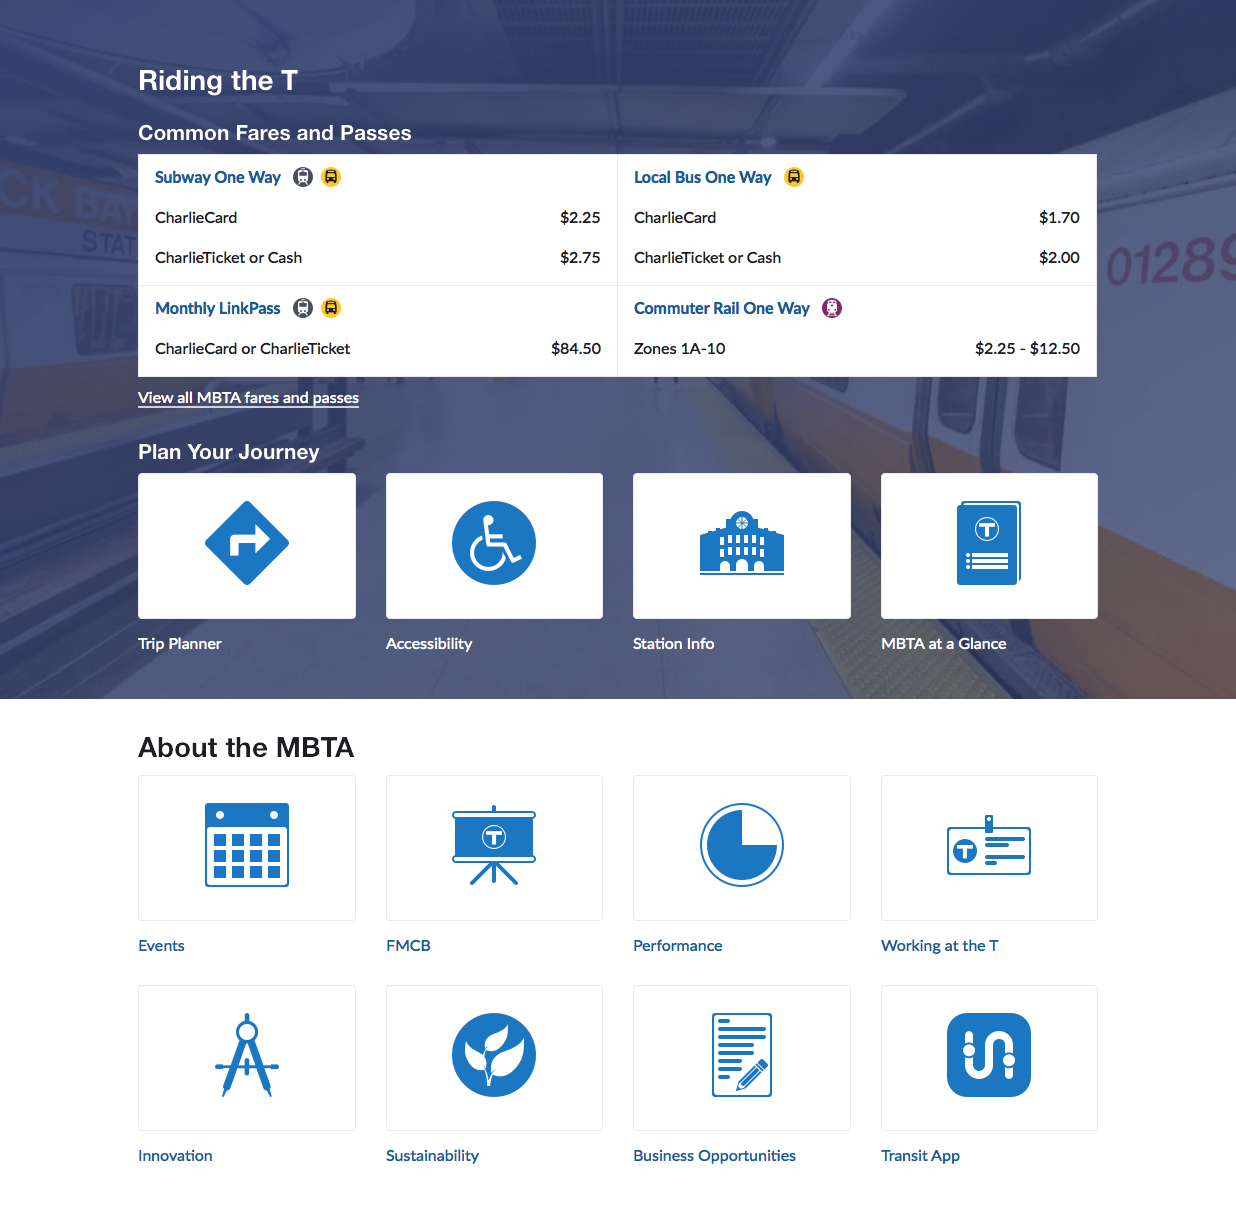 Riding the T
Common Fares and Passes
Subway One Way
CharlieCard $2.25
CharlieTicket or Cash $2.75
Local Bus One Way
CharlieCard $1.70
CharlieTicket or Cash $2.00
Monthly LinkPass
CharlieCard or CharlieTicket $84.50
Commuter Rail One Way
Zones 1A-10 $2.25 - $12.50
View all MBTA fares and passes
CK BAY
STAT
01289
Plan Your Journey
T
Trip Planner
Accessibility
Station Info
MBTA at a Glance
About the MBTA
T
T
Events
FMCB
Performance
Working at the T
Innovation
Sustainability
Business Opportunities
Transit App